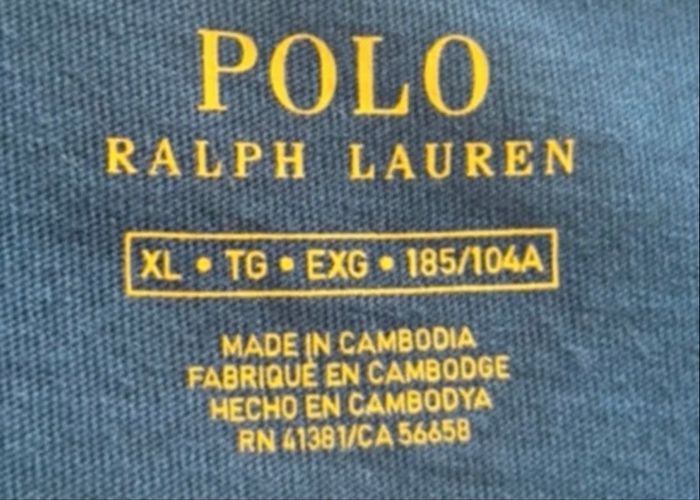 POLO
RALPH LAUREN
XL • TG • EXG • 185/104A
MADE IN CAMBODIA
FABRIQUÉ EN CAMBODGE
HECHO EN CAMBODYA
RN 41381/CA 56658